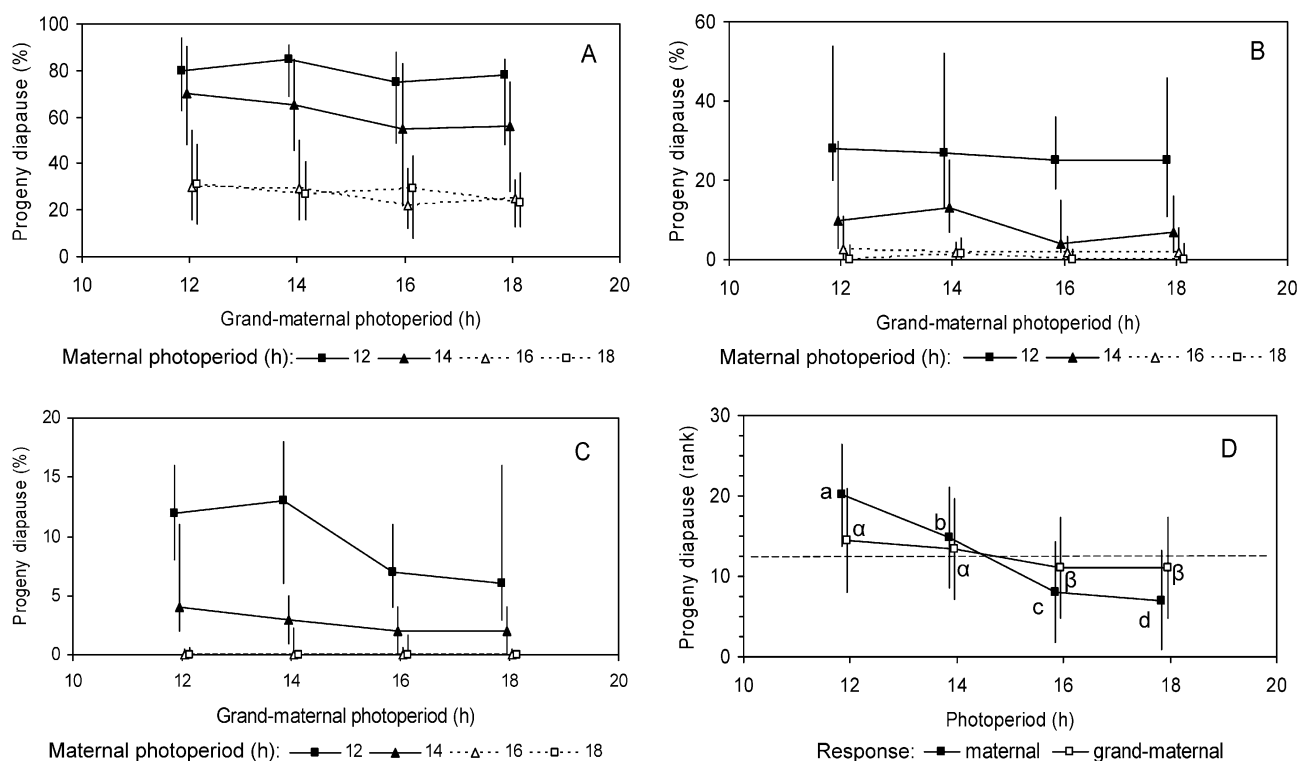 A
Progeny diapause (%)
100
80
60
40
20
0
10 12 14 16 18 20
Grand-maternal photoperiod (h)
Maternal photoperiod (h): 12 14 16 18
B
Progeny diapause (%)
60
40
20
0
10 12 14 16 18 20
Grand-maternal photoperiod (h)
Maternal photoperiod (h): 12 14 16 18
C
Progeny diapause (%)
20
15
10
5
0
10 12 14 16 18 20
Grand-maternal photoperiod (h)
Maternal photoperiod (h): 12 14 16 18
D
Progeny diapause (rank)
30
20
10
0
a
α
b
α
c
β
d
β
10 12 14 16 18 20
Photoperiod (h)
Response: maternal grand-maternal